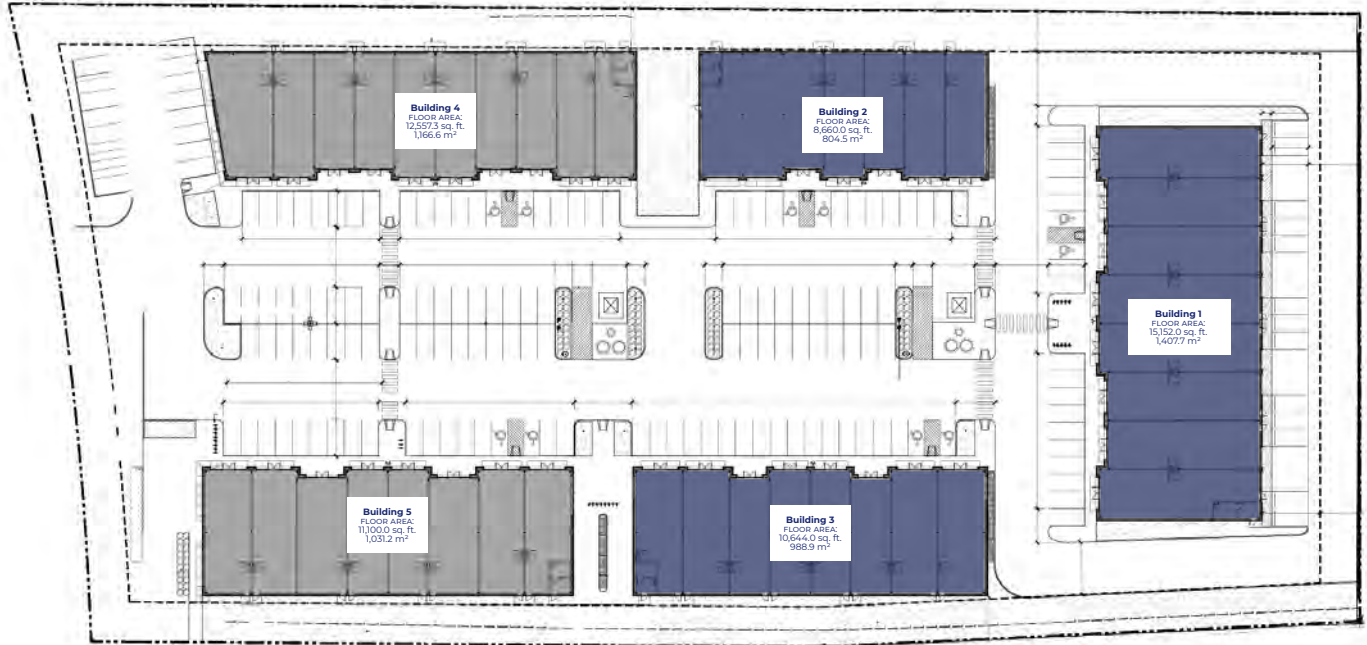 Building 4
FLOOR AREA:
12,557.3 sq. ft.
1,166.6 m²
Building 2
FLOOR AREA:
8,660.0 sq. ft.
804.5 m²
Building 1
FLOOR AREA:
15,152.0 sq. ft.
1,407.7 m²
Building 5
FLOOR AREA:
11,100.0 sq. ft.
1,031.2 m²
Building 3
FLOOR AREA:
10,644.0 sq. ft.
988.9 m²